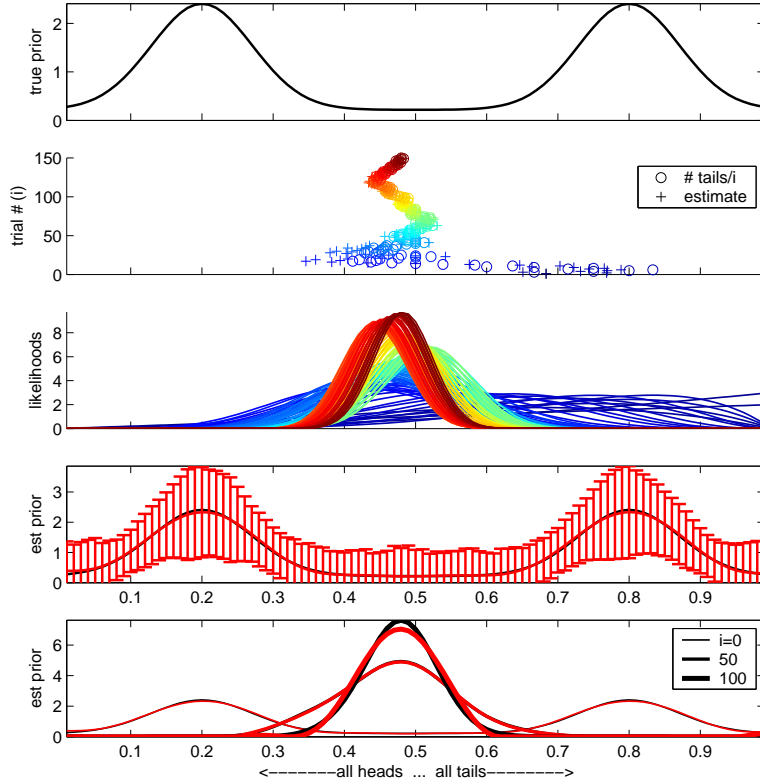 true prior
2
1
0
trial # (i)
150
100
50
0
# tails/i
estimate
likelihoods
8
6
4
2
0
est prior
3
2
1
0
0.1 0.2 0.3 0.4 0.5 0.6 0.7 0.8 0.9
est prior
6
4
2
0
i=0
50
100
0.1 0.2 0.3 0.4 0.5 0.6 0.7 0.8 0.9
<-------all heads ... all tails-------->